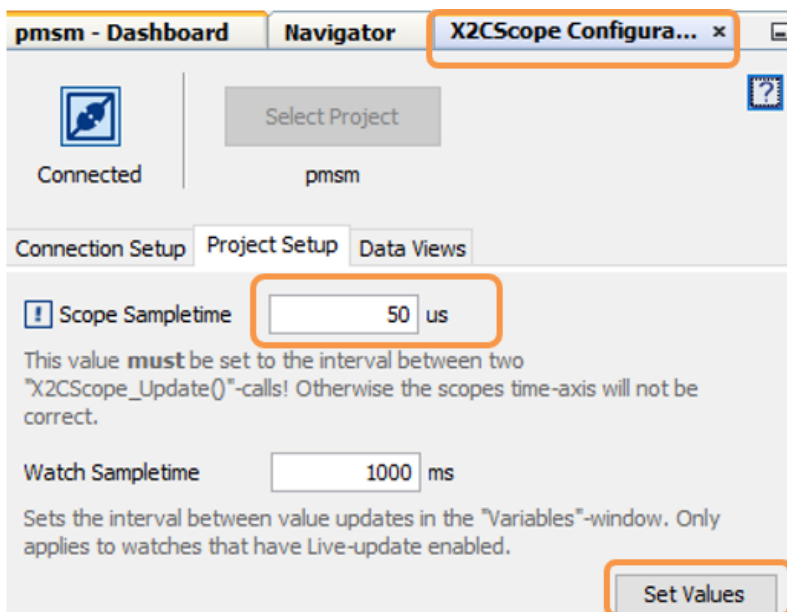 pmsm - Dashboard
Navigator
X2CScope Configura... ×
?
Select Project
Connected
pmsm
Connection Setup
Project Setup
Data Views
! Scope Sampletime 50 us
This value must be set to the interval between two
"X2CScope_Update()"-calls! Otherwise the scopes time-axis will not be
correct.
Watch Sampletime 1000 ms
Sets the interval between value updates in the "Variables"-window. Only
applies to watches that have Live-update enabled.
Set Values